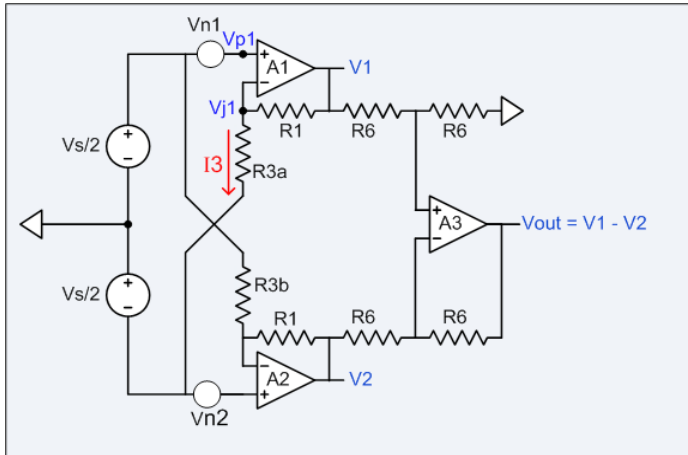 Vn1
Vp1
+
A1
−
V1
Vj1
R1
R6
R6
+
−
Vs/2
I3
R3a
+
A3
−
Vout = V1 - V2
Vs/2
+
−
R3b
R1
R6
R6
−
A2
+
V2
Vn2